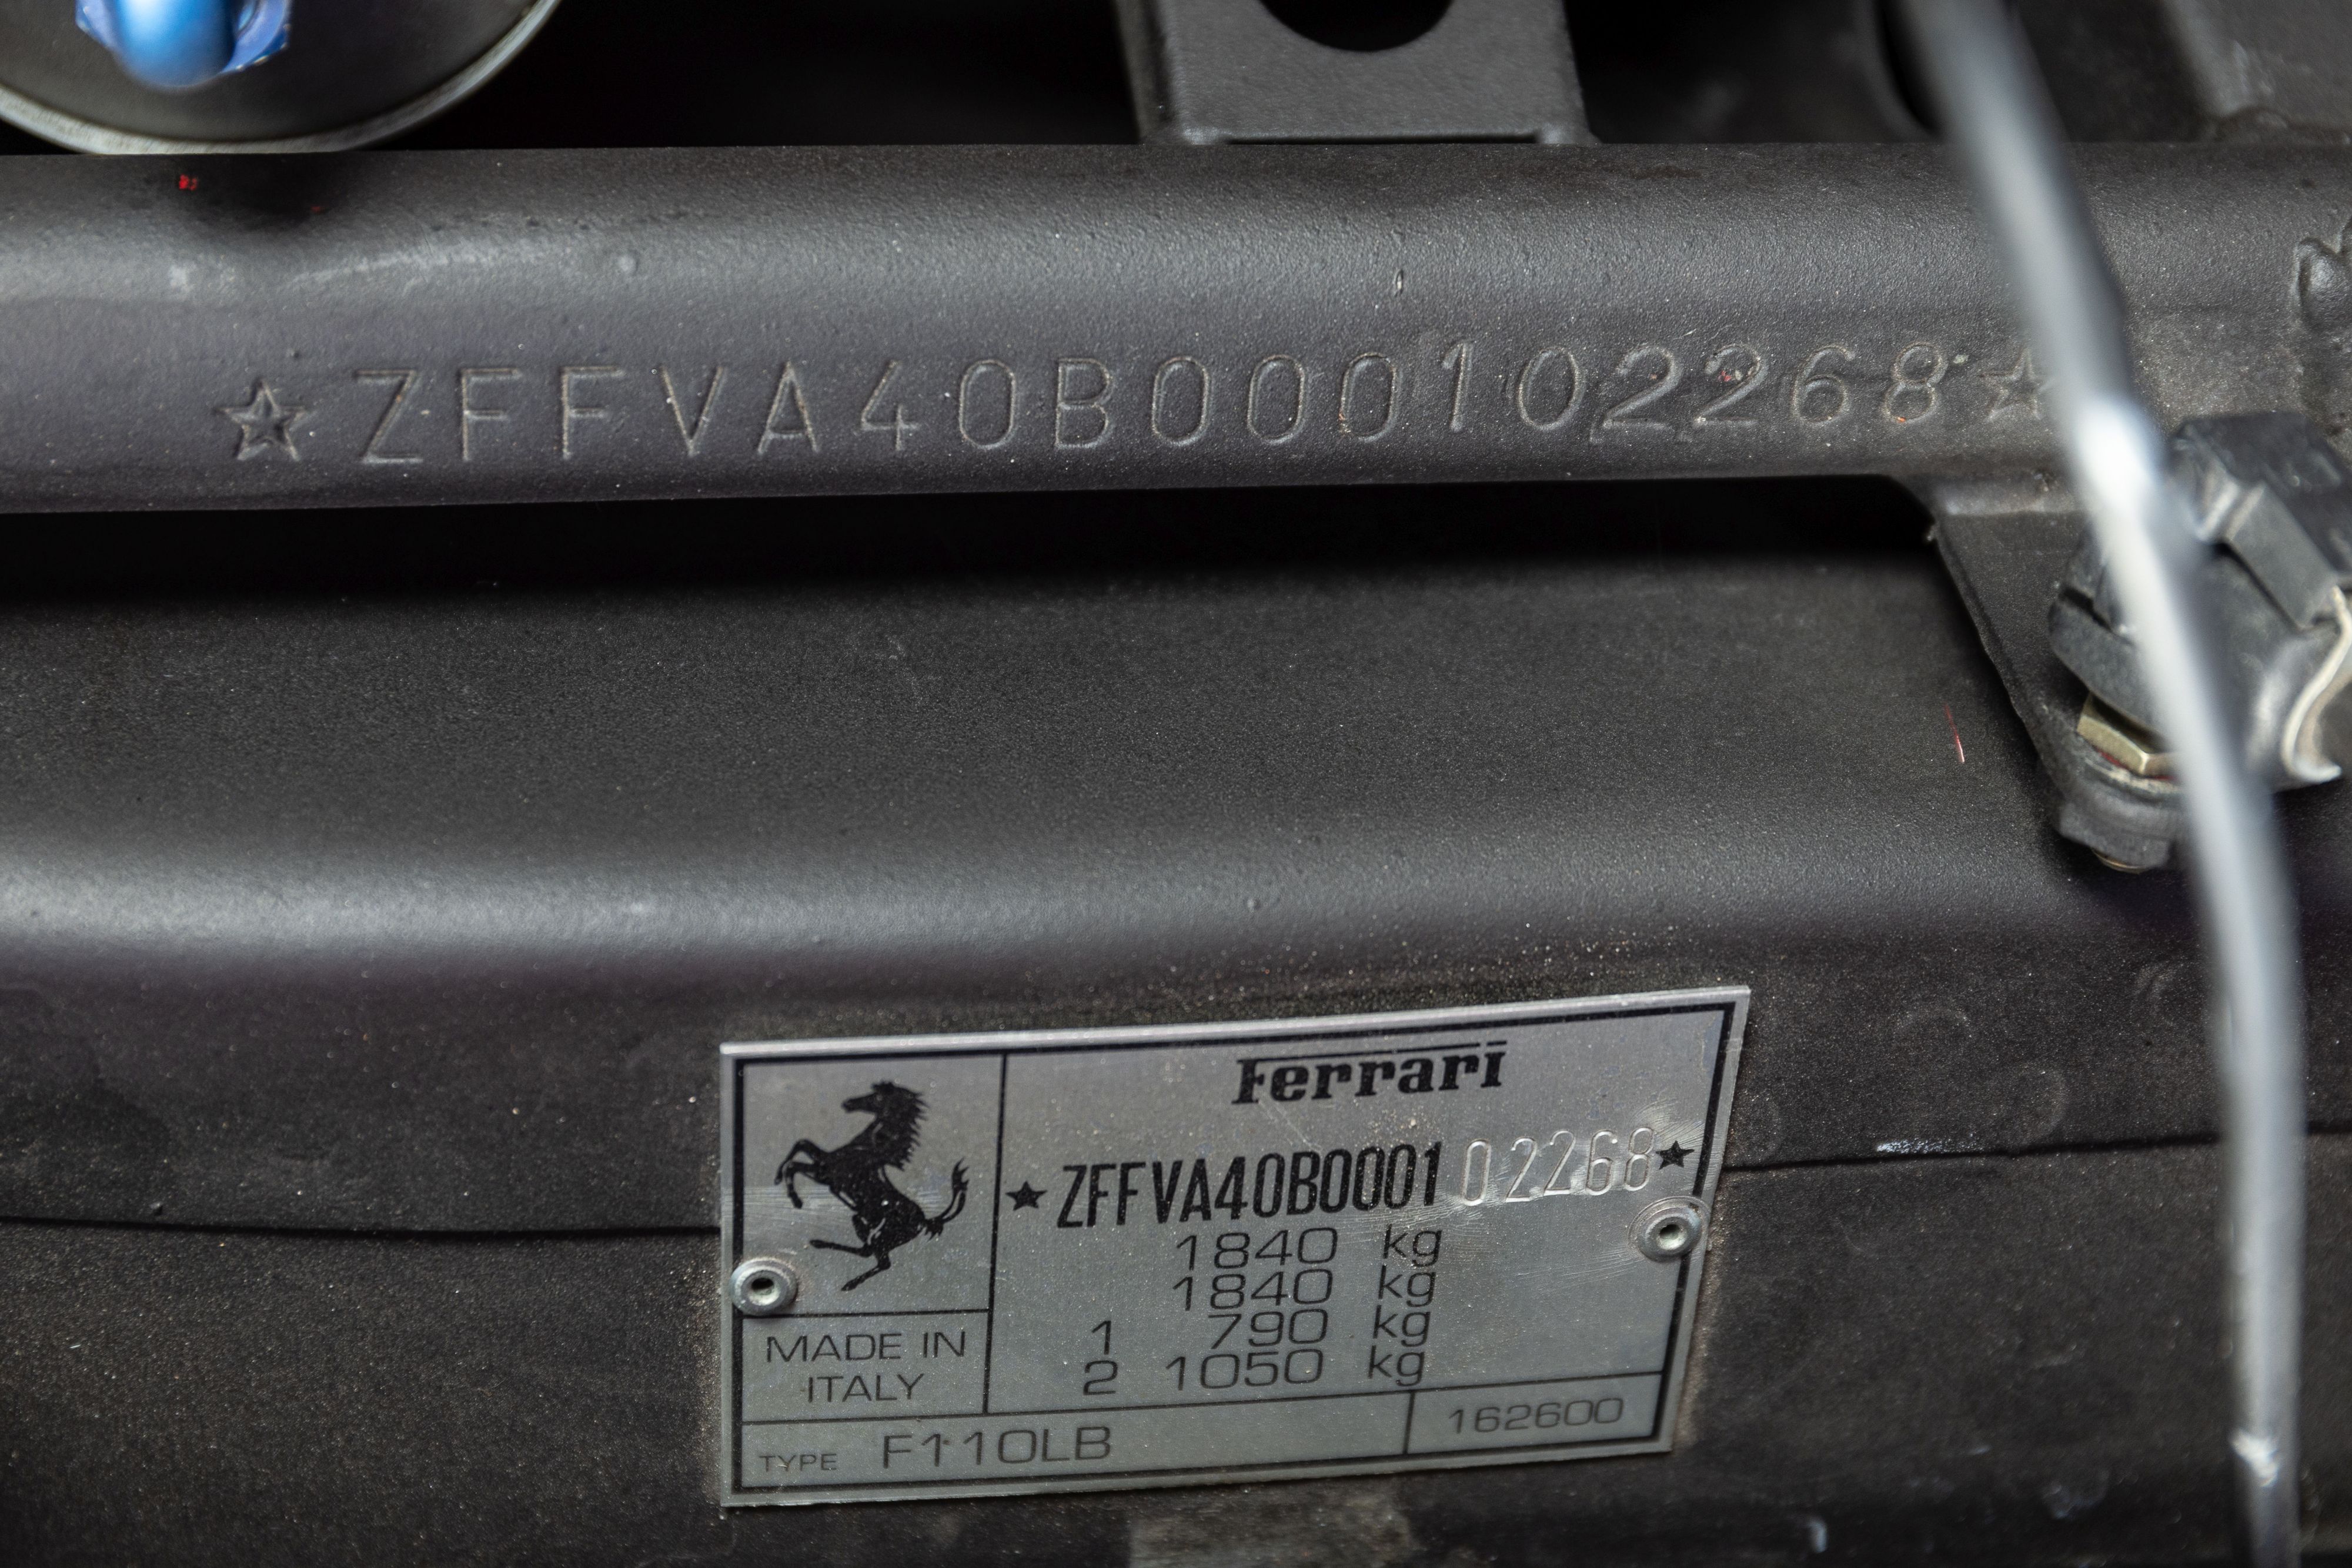 ★ZFFVA40B000102268★
Ferrari
★ZFFVA40B000102268★
1840 kg
1840 kg
1 790 kg
2 1050 kg
MADE IN
ITALY
TYPE F110LB
162600